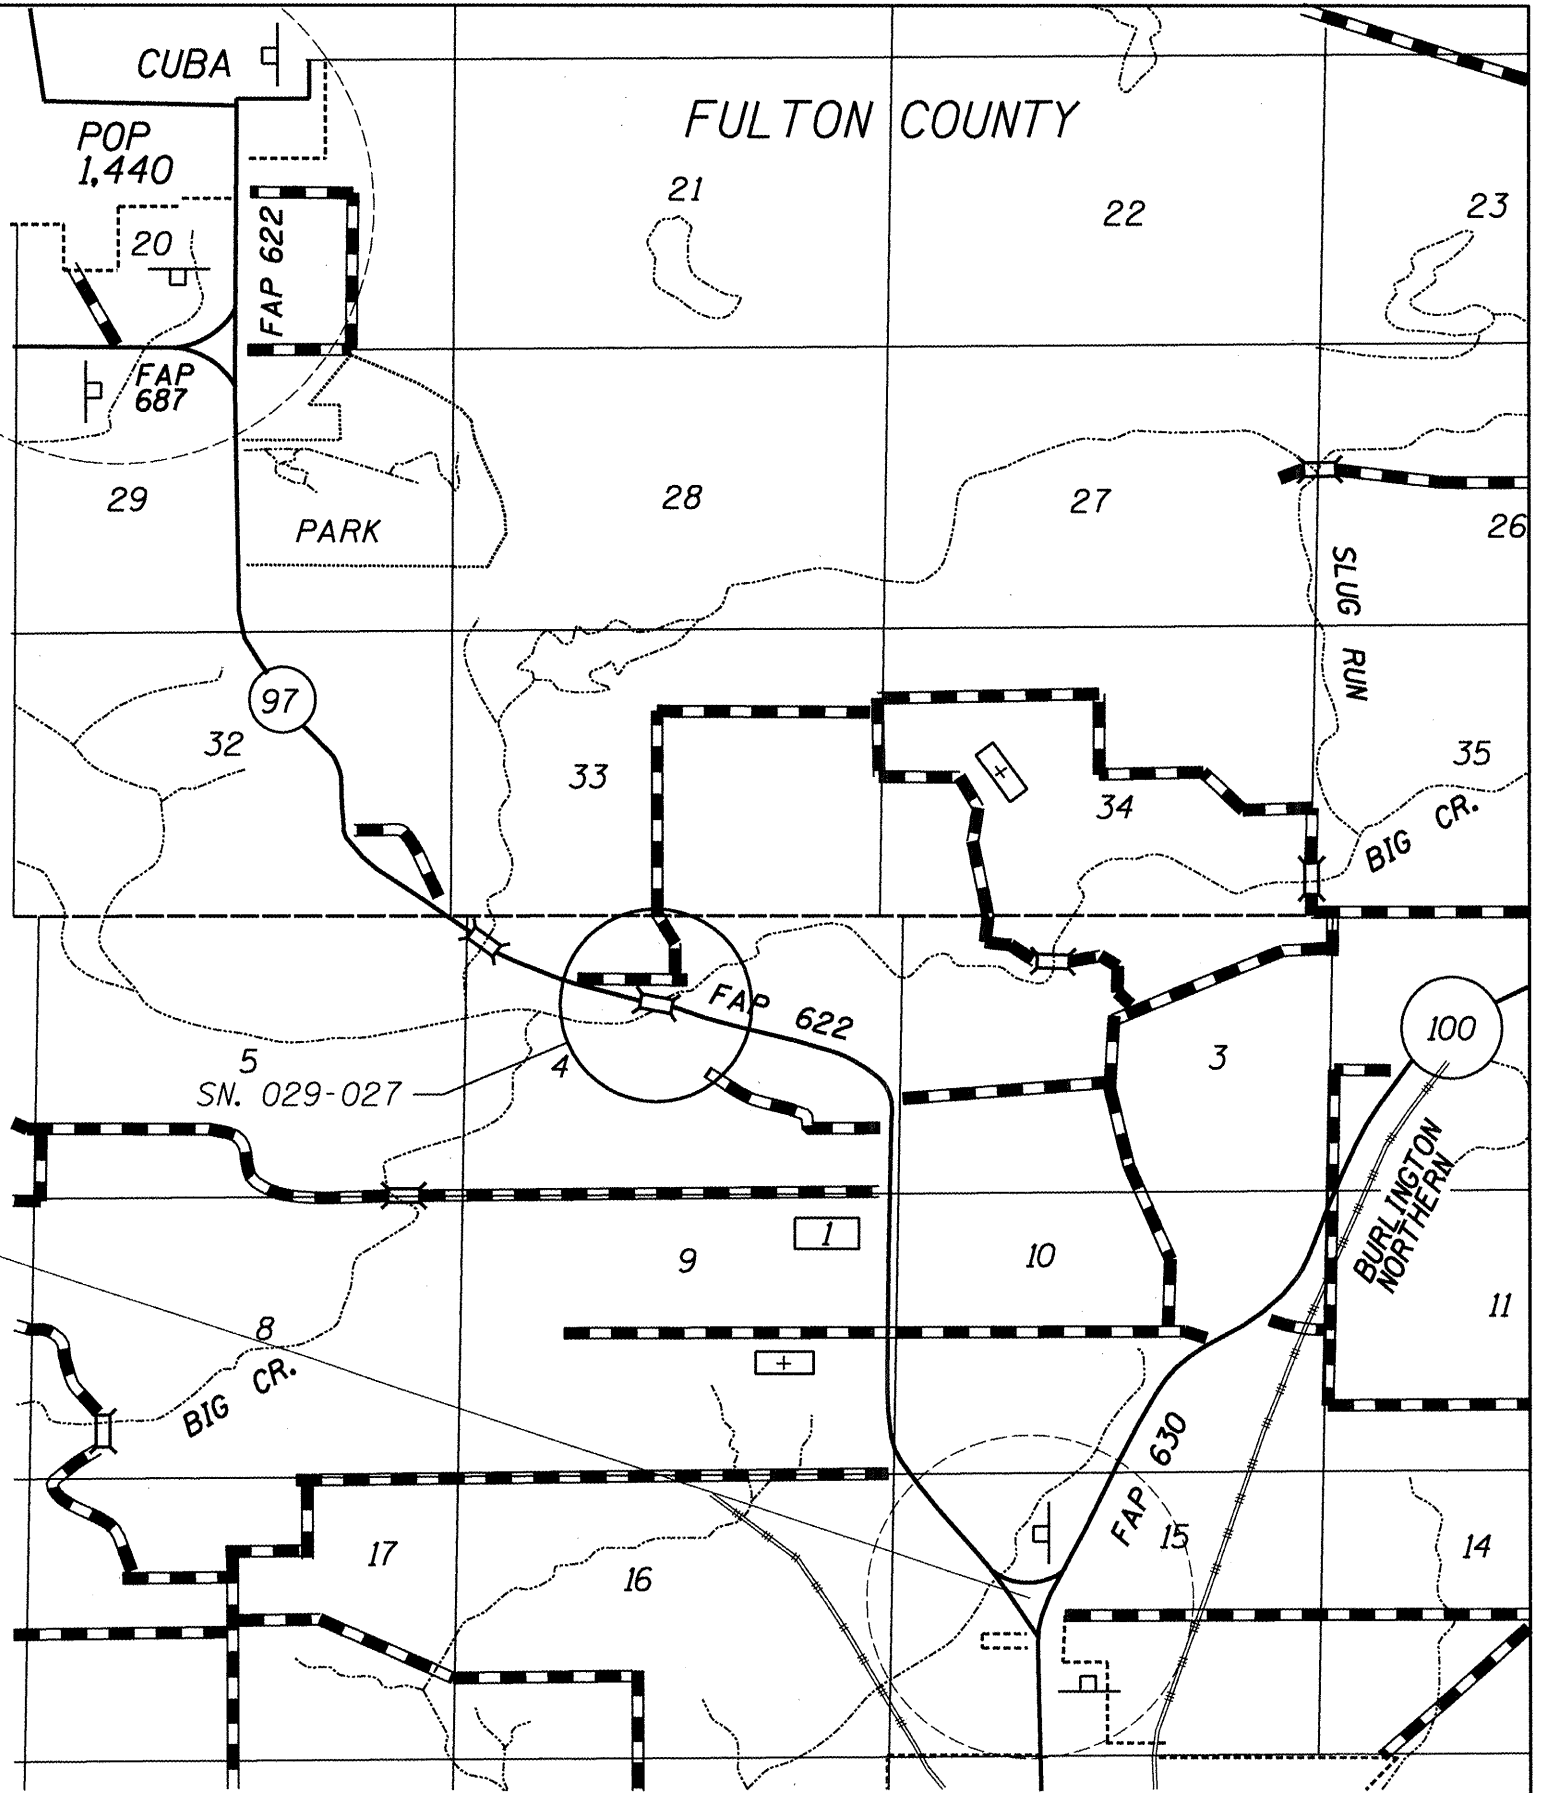 CUBA
FULTON COUNTY
POP
1,440
21
22
23
20
FAP 622
FAP
687
29
28
27
26
PARK
SLUG RUN
97
32
33
34
35
BIG CR.
FAP 622
100
5
4
3
SN. 029-027
BURLINGTON
NORTHERN
1
9
10
11
8
BIG CR.
FAP 630
17
16
15
14